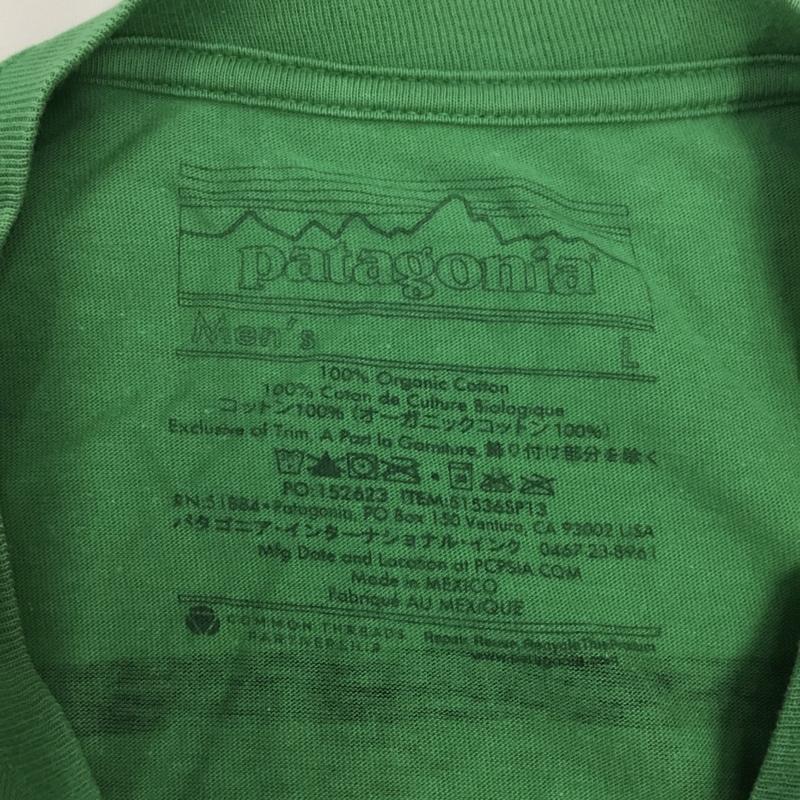 patagonia
Men's L
100% Organic Cotton
100% Coton de Culture Biologique
コットン100% (オーガニックコットン 100%)
Exclusive of Trim, A Part la Garniture, 飾り付け部分を除く
PO:152623 ITEM:51536SP13
RN:51884 • Patagonia, PO Box 150 Ventura, CA 93002 USA
パタゴニア・インターナショナル・インク 0467-23-8961
Mfg Date and Location at PCPSIA.COM
Made in MEXICO
Fabriqué AU MEXIQUE
COMMON THREADS
PARTNERSHIP
Repair, Reuse, Recycle This Product
www.patagonia.com